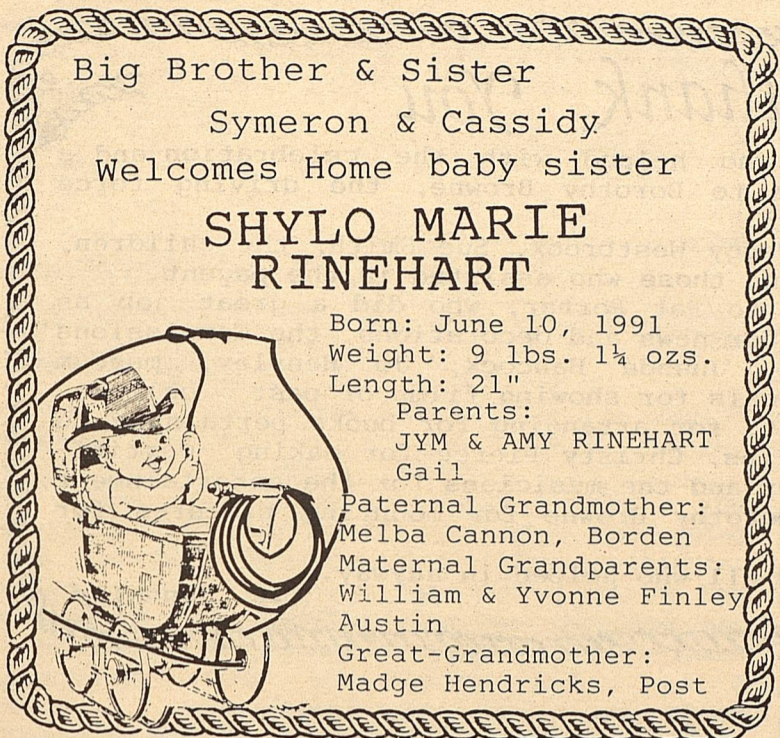 Big Brother & Sister
Symeron & Cassidy
Welcomes Home baby sister
SHYLO MARIE
RINEHART
Born: June 10, 1991
Weight: 9 lbs. 1¼ ozs.
Length: 21"
Parents:
JYM & AMY RINEHART
Gail
Paternal Grandmother:
Melba Cannon, Borden
Maternal Grandparents:
William & Yvonne Finley
Austin
Great-Grandmother:
Madge Hendricks, Post